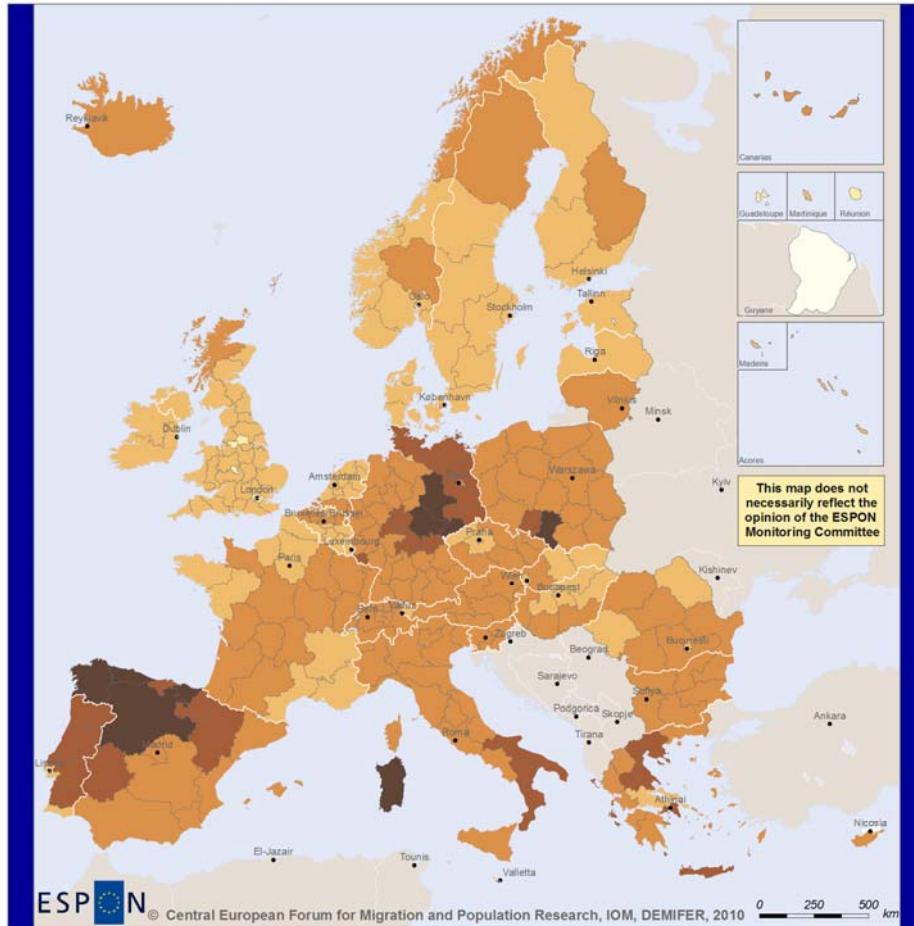 Reykjavik
Canarias
Guadeloupe
Martinique
Réunion
Helsinki
Oslo
Tallinn
Stockholm
Guyane
Riga
Madeira
København
Vilnius
Minsk
Dublin
Acores
Amsterdam
Warszawa
London
Kyiv
This map does not
necessarily reflect the
opinion of the ESPON
Monitoring Committee
Praha
Luxembourg
Paris
Kishinev
Wien
Budapest
Bern
Vaduz
Zagreb
Beograd
Bucuresti
Sarajevo
Sofiya
Podgorica
Skopje
Ankara
Roma
Tirana
Madrid
Athinai
Nicosia
El-Jazair
Tounis
Valletta
ESPON
© Central European Forum for Migration and Population Research, IOM, DEMIFER, 2010
0 250 500
km